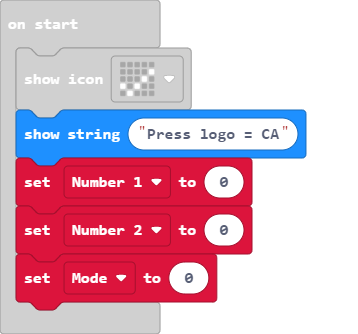 on start
show icon
show string "Press logo = CA"
set Number 1 to 0
set Number 2 to 0
set Mode to 0